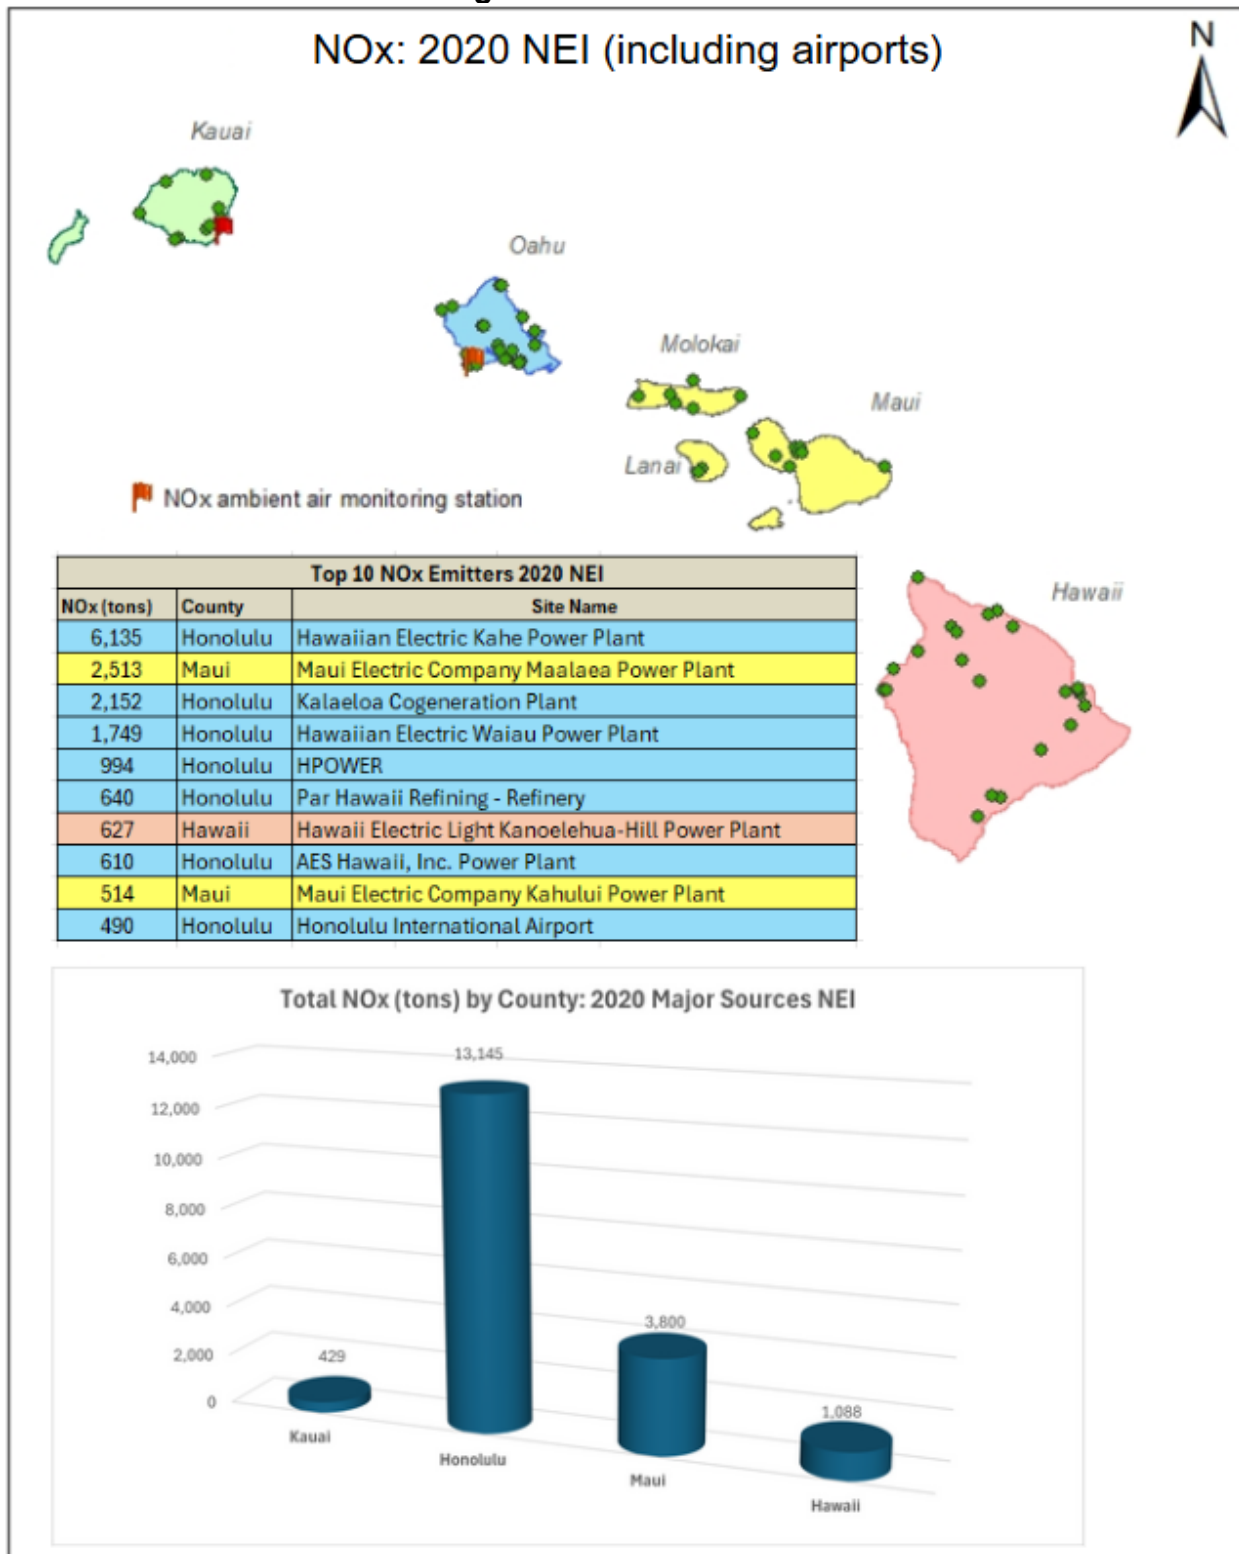 NOx: 2020 NEI (including airports)
N
Kauai
Oahu
Molokai
Maui
Lanai
NOx ambient air monitoring station
Hawaii
Top 10 NOx Emitters 2020 NEI
NOx (tons) County Site Name
6,135 Honolulu Hawaiian Electric Kahe Power Plant
2,513 Maui Maui Electric Company Maalaea Power Plant
2,152 Honolulu Kalaeloa Cogeneration Plant
1,749 Honolulu Hawaiian Electric Waiau Power Plant
994 Honolulu HPOWER
640 Honolulu Par Hawaii Refining - Refinery
627 Hawaii Hawaii Electric Light Kanoelehua-Hill Power Plant
610 Honolulu AES Hawaii, Inc. Power Plant
514 Maui Maui Electric Company Kahului Power Plant
490 Honolulu Honolulu International Airport
Total NOx (tons) by County: 2020 Major Sources NEI
14,000
12,000
10,000
8,000
6,000
4,000
2,000
0
429
13,145
3,800
1,088
Kauai
Honolulu
Maui
Hawaii